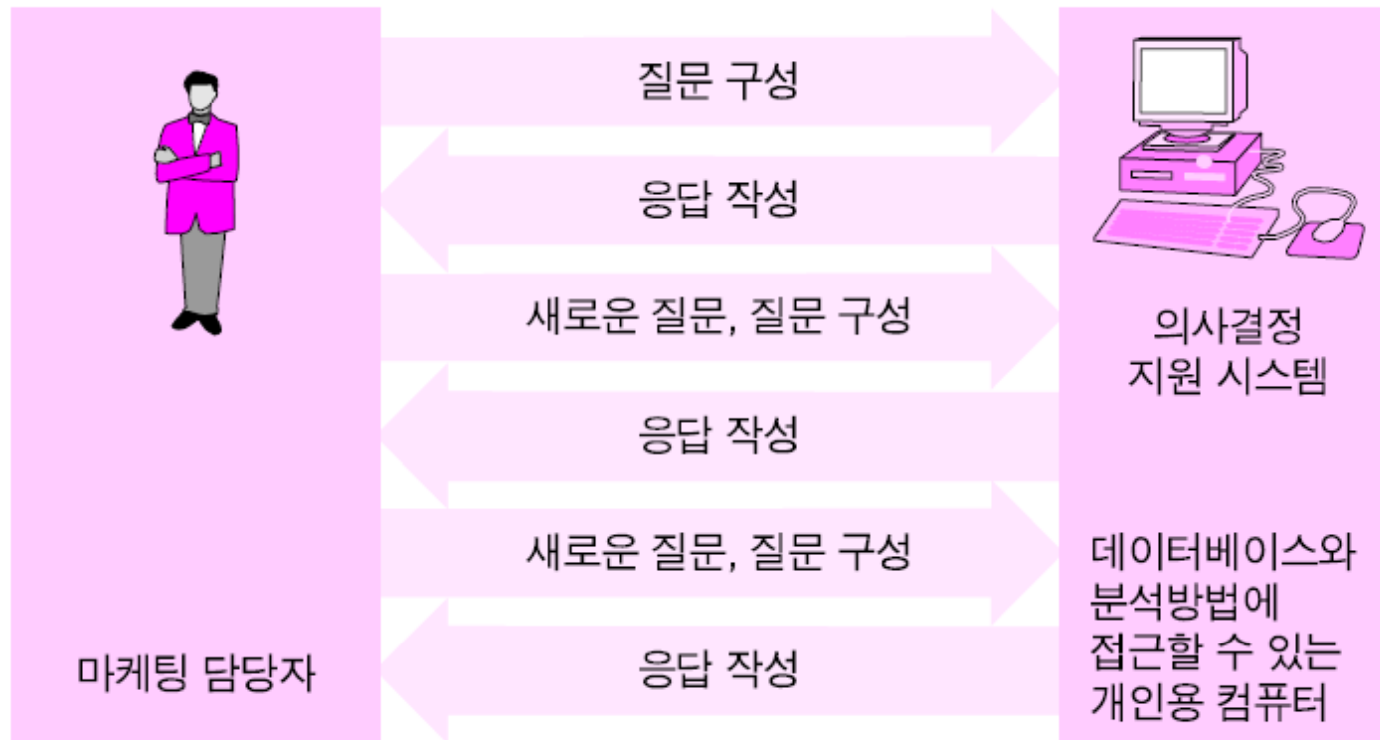 질문 구성
응답 작성
새로운 질문, 질문 구성
응답 작성
새로운 질문, 질문 구성
응답 작성
마케팅 담당자
의사결정
지원 시스템
데이터베이스와
분석방법에
접근할 수 있는
개인용 컴퓨터